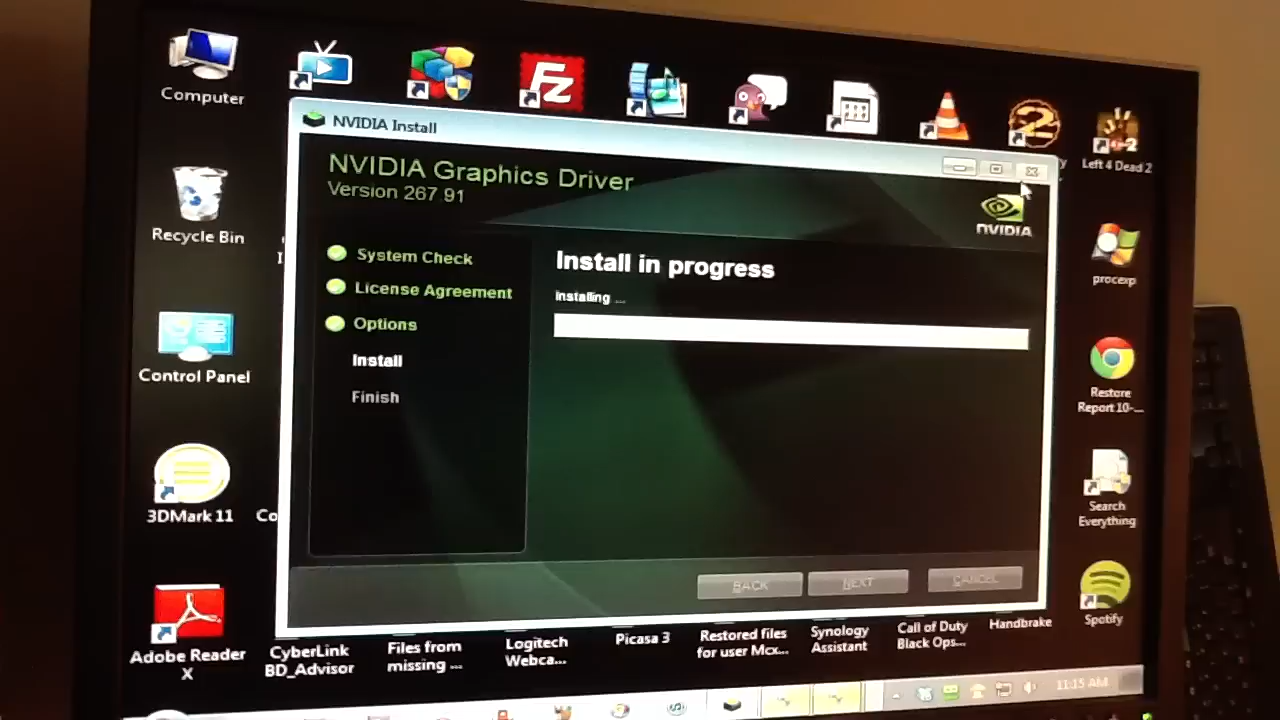 Computer
Left 4 Dead 2
NVIDIA Install
NVIDIA Graphics Driver
Version 267.91
NVIDIA
Recycle Bin
System Check
License Agreement
Options
Install
Finish
Install in progress
Installing ...
procexp
Control Panel
Restore
Report 10-...
3DMark 11
Co
Search
Everything
BACK
NEXT
CANCEL
Adobe Reader
X
CyberLink
BD_Advisor
Files from
missing ...
Logitech
Webca...
Picasa 3
Restored files
for user Mcx...
Synology
Assistant
Call of Duty
Black Ops...
Handbrake
Spotify
11:15 AM